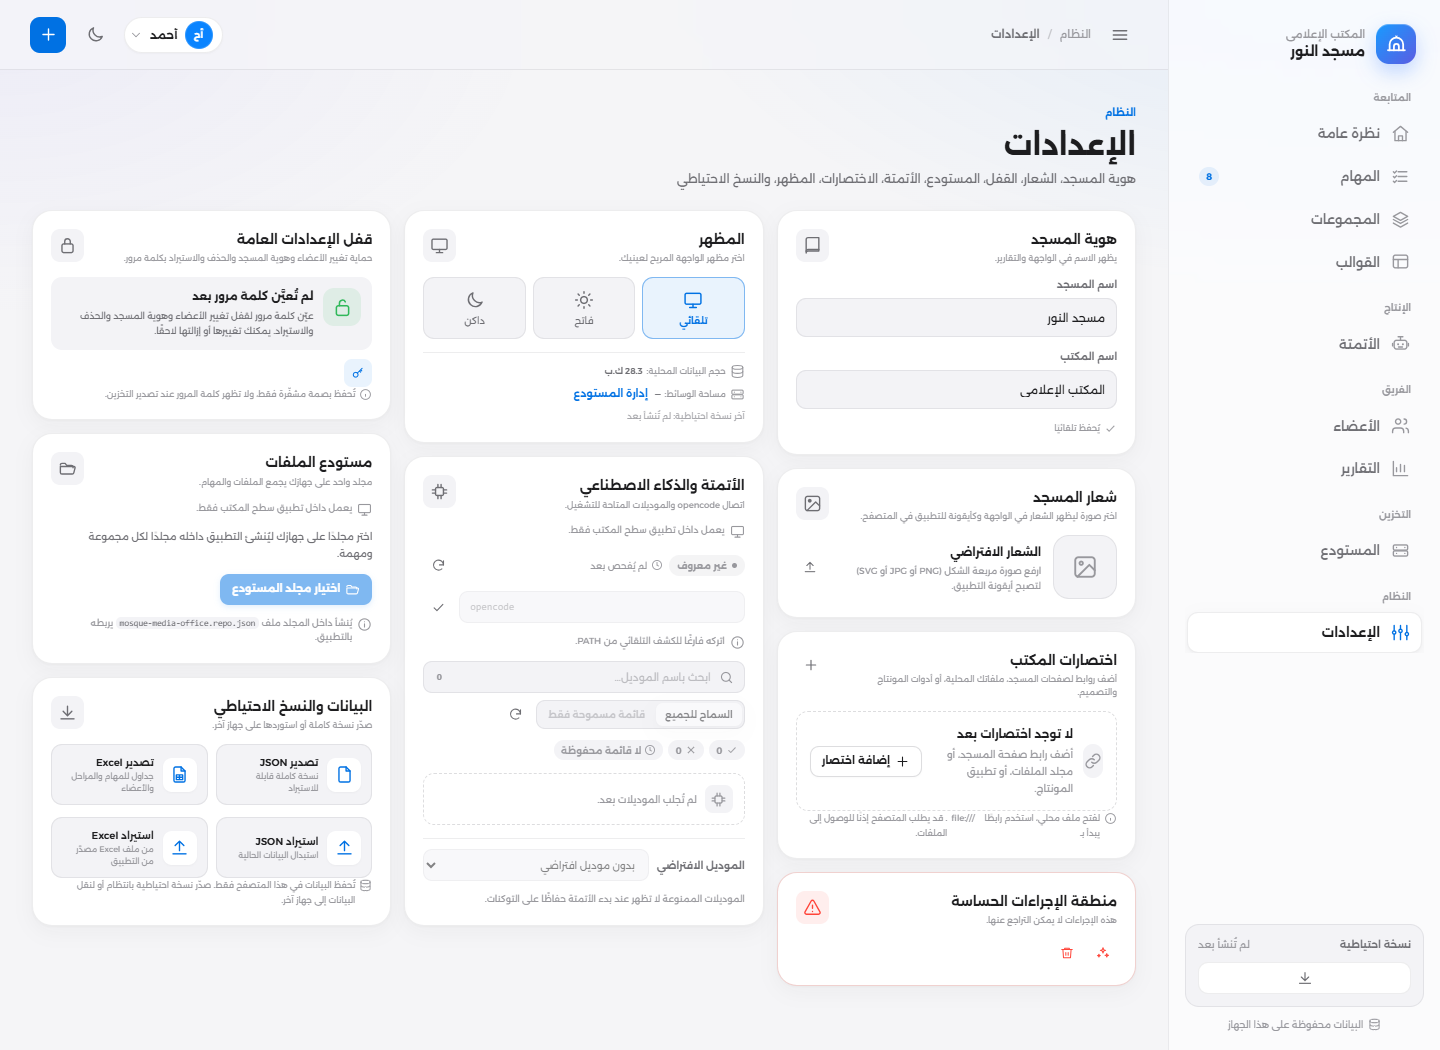 المكتب الإعلامي
مسجد النور
المتابعة
نظرة عامة
المهام
8
المجموعات
القوالب
الإنتاج
الأتمتة
الفريق
الأعضاء
التقارير
التخزين
المستودع
النظام
الإعدادات
نسخة احتياطية
لم تُنشأ بعد
البيانات محفوظة على هذا الجهاز
النظام / الإعدادات
أح
أحمد
النظام
الإعدادات
هوية المسجد، الشعار، القفل، المستودع، الأتمتة، الاختصارات، المظهر، والنسخ الاحتياطي
هوية المسجد
يظهر الاسم في الواجهة والتقارير.
اسم المسجد
مسجد النور
اسم المكتب
المكتب الإعلامي
يُحفظ تلقائيًا
شعار المسجد
اختر صورة ليظهر الشعار في الواجهة وكأيقونة للتطبيق في المتصفح.
الشعار الافتراضي
ارفع صورة مربعة الشكل (PNG أو JPG أو SVG)
لتصبح أيقونة التطبيق.
اختصارات المكتب
أضف روابط لصفحات المسجد، ملفاتك المحلية، أو أدوات المونتاج
والتصميم.
لا توجد اختصارات بعد
أضف رابط صفحة المسجد، أو
مجلد الملفات، أو تطبيق
المونتاج.
إضافة اختصار
لفتح ملف محلي، استخدم رابطًا
يبدأ بـ
file:///
. قد يطلب المتصفح إذنًا للوصول إلى
الملفات.
منطقة الإجراءات الحساسة
هذه الإجراءات لا يمكن التراجع عنها.
المظهر
اختر مظهر الواجهة المريح لعينيك.
تلقائي
فاتح
داكن
حجم البيانات المحلية: 28.3 ك.ب
مساحة الوسائط: — إدارة المستودع
آخر نسخة احتياطية: لم تُنشأ بعد
الأتمتة والذكاء الاصطناعي
اتصال opencode والموديلات المتاحة للتشغيل.
يعمل داخل تطبيق سطح المكتب فقط.
غير معروف
لم يُفحص بعد
opencode
اتركه فارغًا للكشف التلقائي من PATH.
ابحث باسم الموديل…
0
السماح للجميع
قائمة مسموحة فقط
0
0
لا قائمة محفوظة
لم تُجلب الموديلات بعد.
الموديل الافتراضي
بدون موديل افتراضي
الموديلات الممنوعة لا تظهر عند بدء الأتمتة حفاظًا على التوكنات.
قفل الإعدادات العامة
حماية تغيير الأعضاء وهوية المسجد والحذف والاستيراد بكلمة مرور.
لم تُعيَّن كلمة مرور بعد
عيّن كلمة مرور لقفل تغيير الأعضاء وهوية المسجد والحذف
والاستيراد. يمكنك تغييرها أو إزالتها لاحقًا.
تُحفظ بصمة مشفّرة فقط، ولا تظهر كلمة المرور عند تصدير التخزين.
مستودع الملفات
مجلد واحد على جهازك يجمع الملفات والمهام.
يعمل داخل تطبيق سطح المكتب فقط.
اختر مجلدًا على جهازك ليُنشئ التطبيق داخله مجلدًا لكل مجموعة
ومهمة.
اختيار مجلد المستودع
يُنشأ داخل المجلد ملف mosque-media-office.repo.json يربطه
بالتطبيق.
البيانات والنسخ الاحتياطي
صدّر نسخة كاملة أو استوردها على جهاز آخر.
تصدير JSON
نسخة كاملة قابلة
للاستيراد
تصدير Excel
جداول للمهام والمراحل
والأعضاء
استيراد JSON
استبدال البيانات الحالية
استيراد Excel
من ملف Excel مصدّر
من التطبيق
تُحفظ البيانات في هذا المتصفح فقط. صدّر نسخة احتياطية بانتظام أو لنقل
البيانات إلى جهاز آخر.